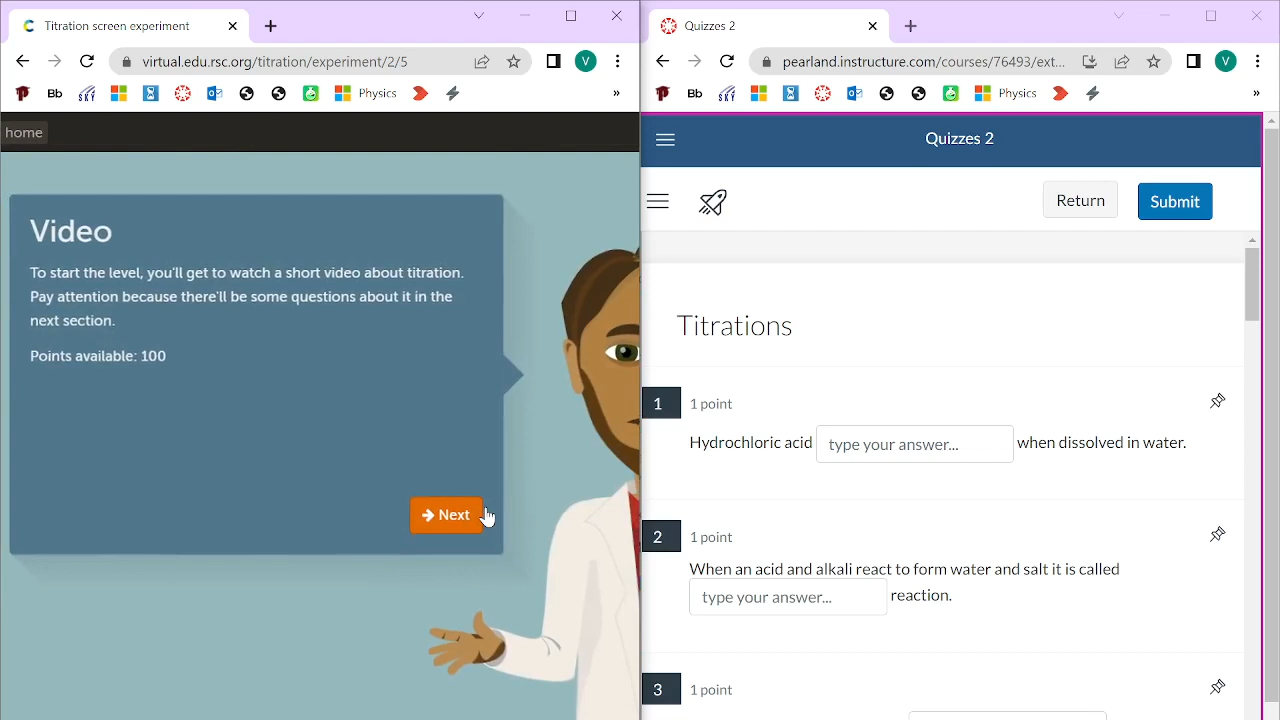 Titration screen experiment
virtual.edu.rsc.org/titration/experiment/2/5
V
Bb
Physics
»
home
Video
To start the level, you'll get to watch a short video about titration.
Pay attention because there'll be some questions about it in the
next section.
Points available: 100
Next
Quizzes 2
pearland.instructure.com/courses/76493/ext...
V
Bb
Physics
»
Quizzes 2
Return
Submit
Titrations
1
1 point
Hydrochloric acid type your answer... when dissolved in water.
2
1 point
When an acid and alkali react to form water and salt it is called
type your answer... reaction.
3
1 point